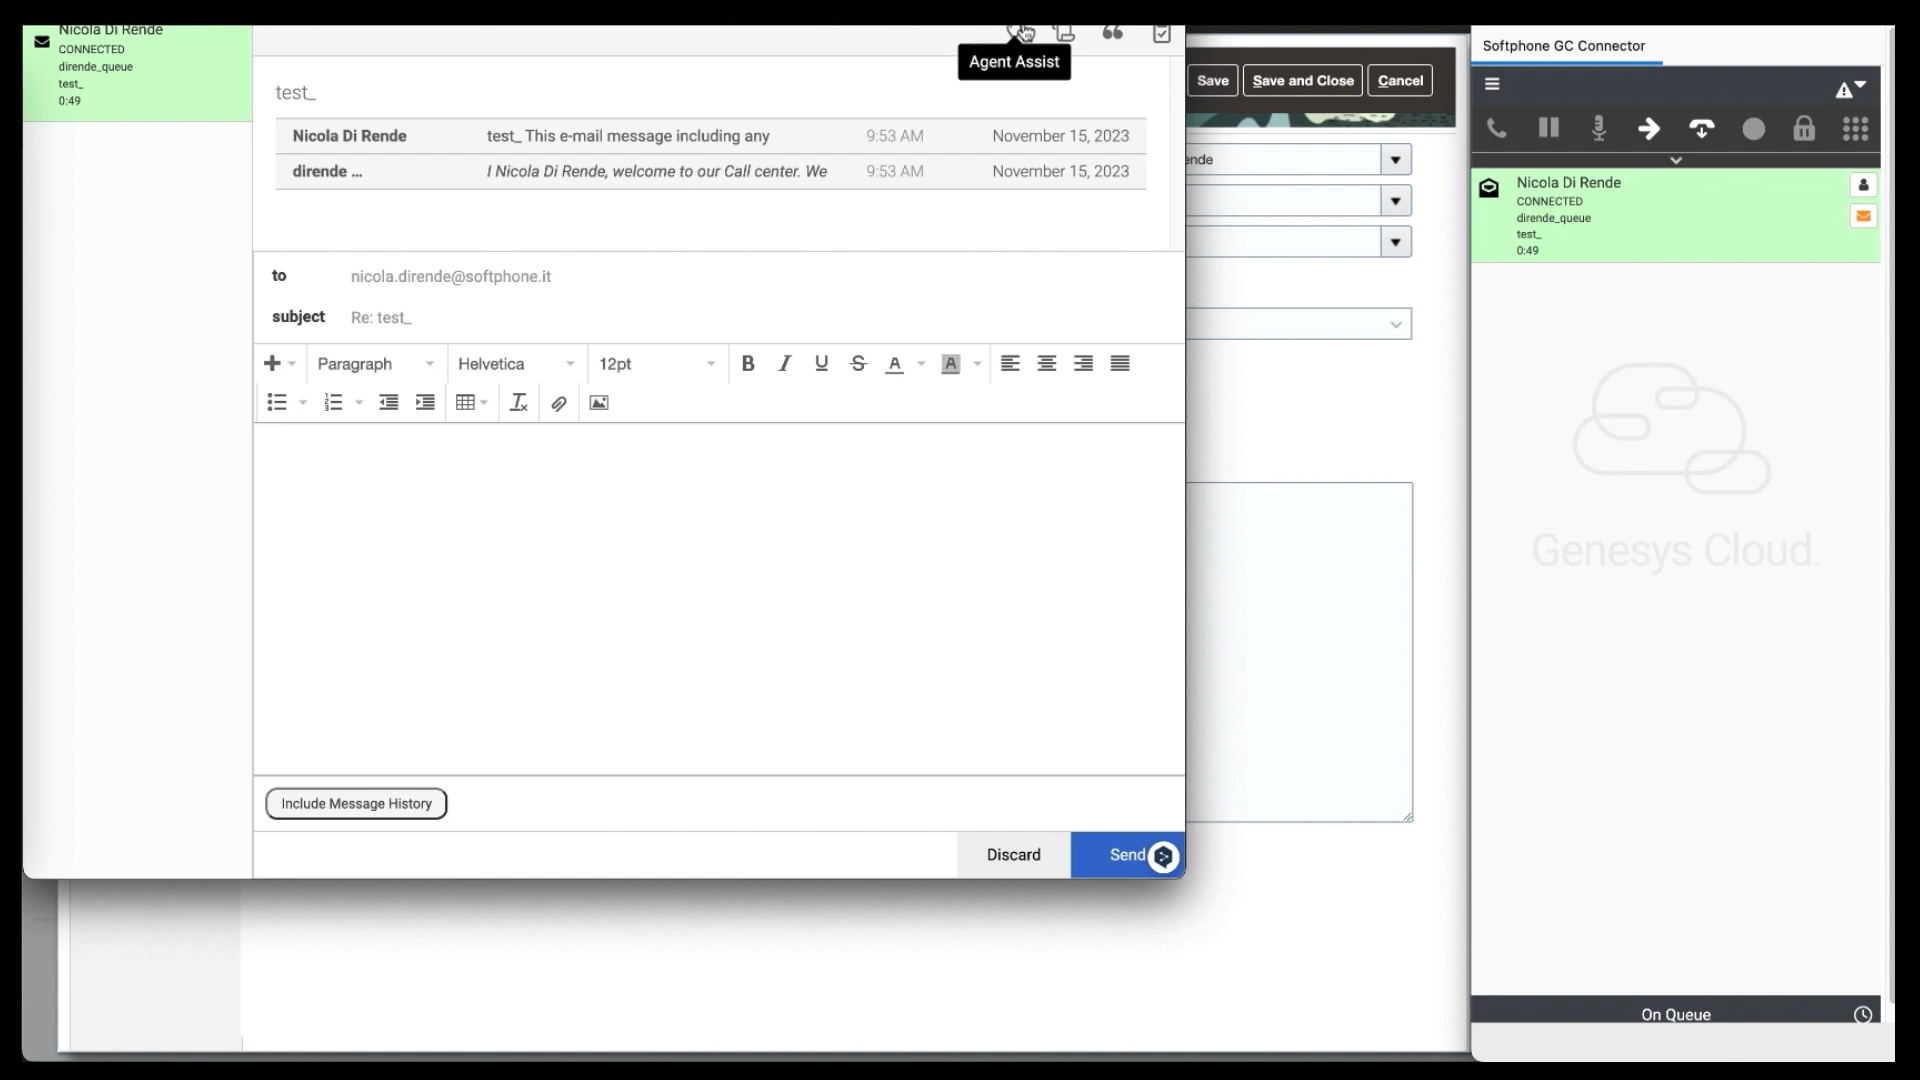 Nicola Di Rende
CONNECTED
dirende_queue
test_
0:49
Agent Assist
test_
Nicola Di Rende test_ This e-mail message including any 9:53 AM November 15, 2023
dirende ... I Nicola Di Rende, welcome to our Call center. We 9:53 AM November 15, 2023
to nicola.dirende@softphone.it
subject Re: test_
Paragraph Helvetica 12pt B I U S A A
Include Message History
Discard Send
Save Save and Close Cancel
ende
Softphone GC Connector
Nicola Di Rende
CONNECTED
dirende_queue
test_
0:49
Genesys Cloud.
On Queue